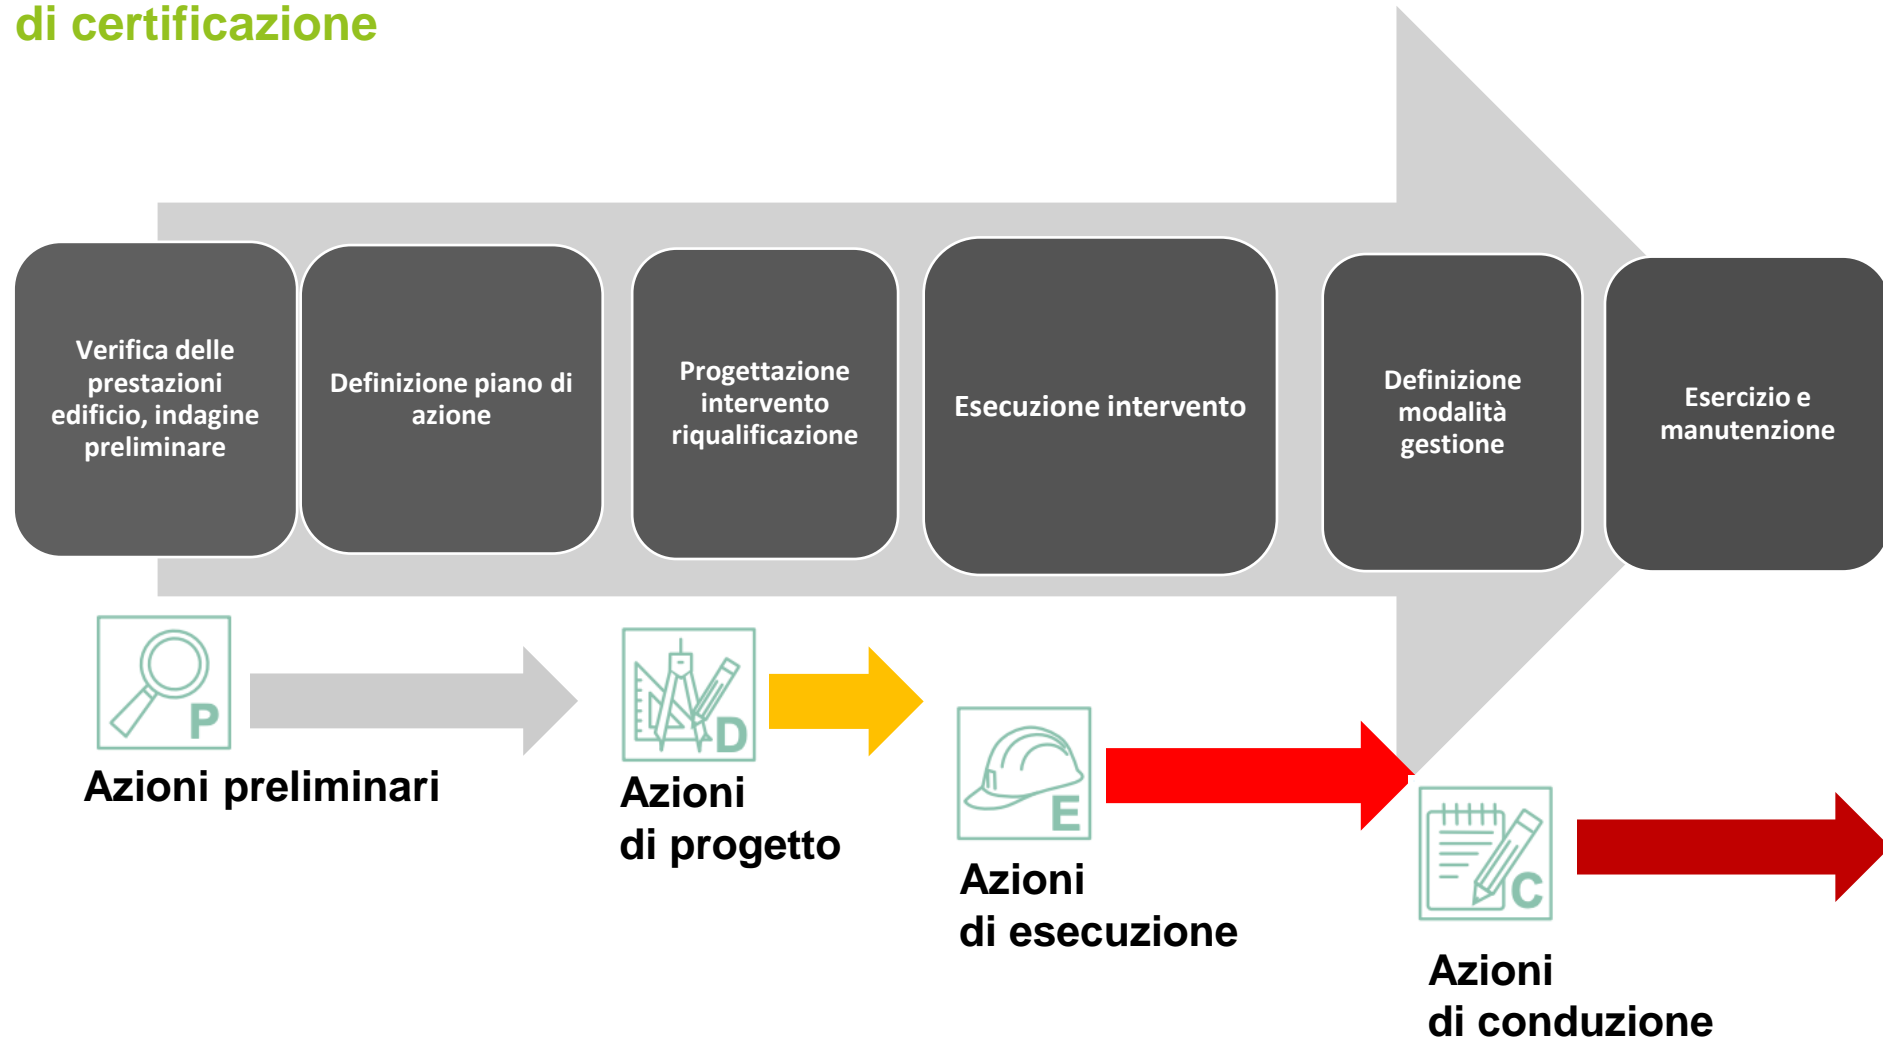 di certificazione
Verifica delle
prestazioni
edificio, indagine
preliminare
Definizione piano di
azione
Progettazione
intervento
riqualificazione
Esecuzione intervento
Definizione
modalità
gestione
Esercizio e
manutenzione
P
Azioni preliminari
D
Azioni
di progetto
E
Azioni
di esecuzione
C
Azioni
di conduzione